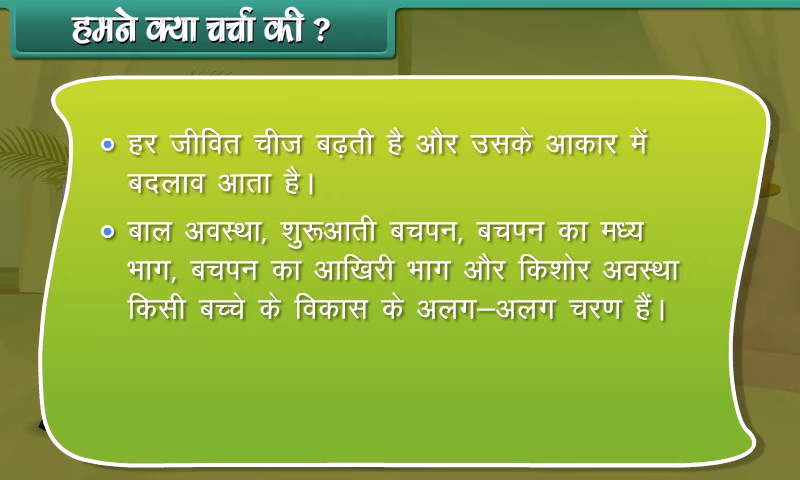 हमने क्या चर्चा की ?
हर जीवित चीज बढ़ती है और उसके आकार में
बदलाव आता है।
बाल अवस्था, शुरूआती बचपन, बचपन का मध्य
भाग, बचपन का आखिरी भाग और किशोर अवस्था
किसी बच्चे के विकास के अलग–अलग चरण हैं।